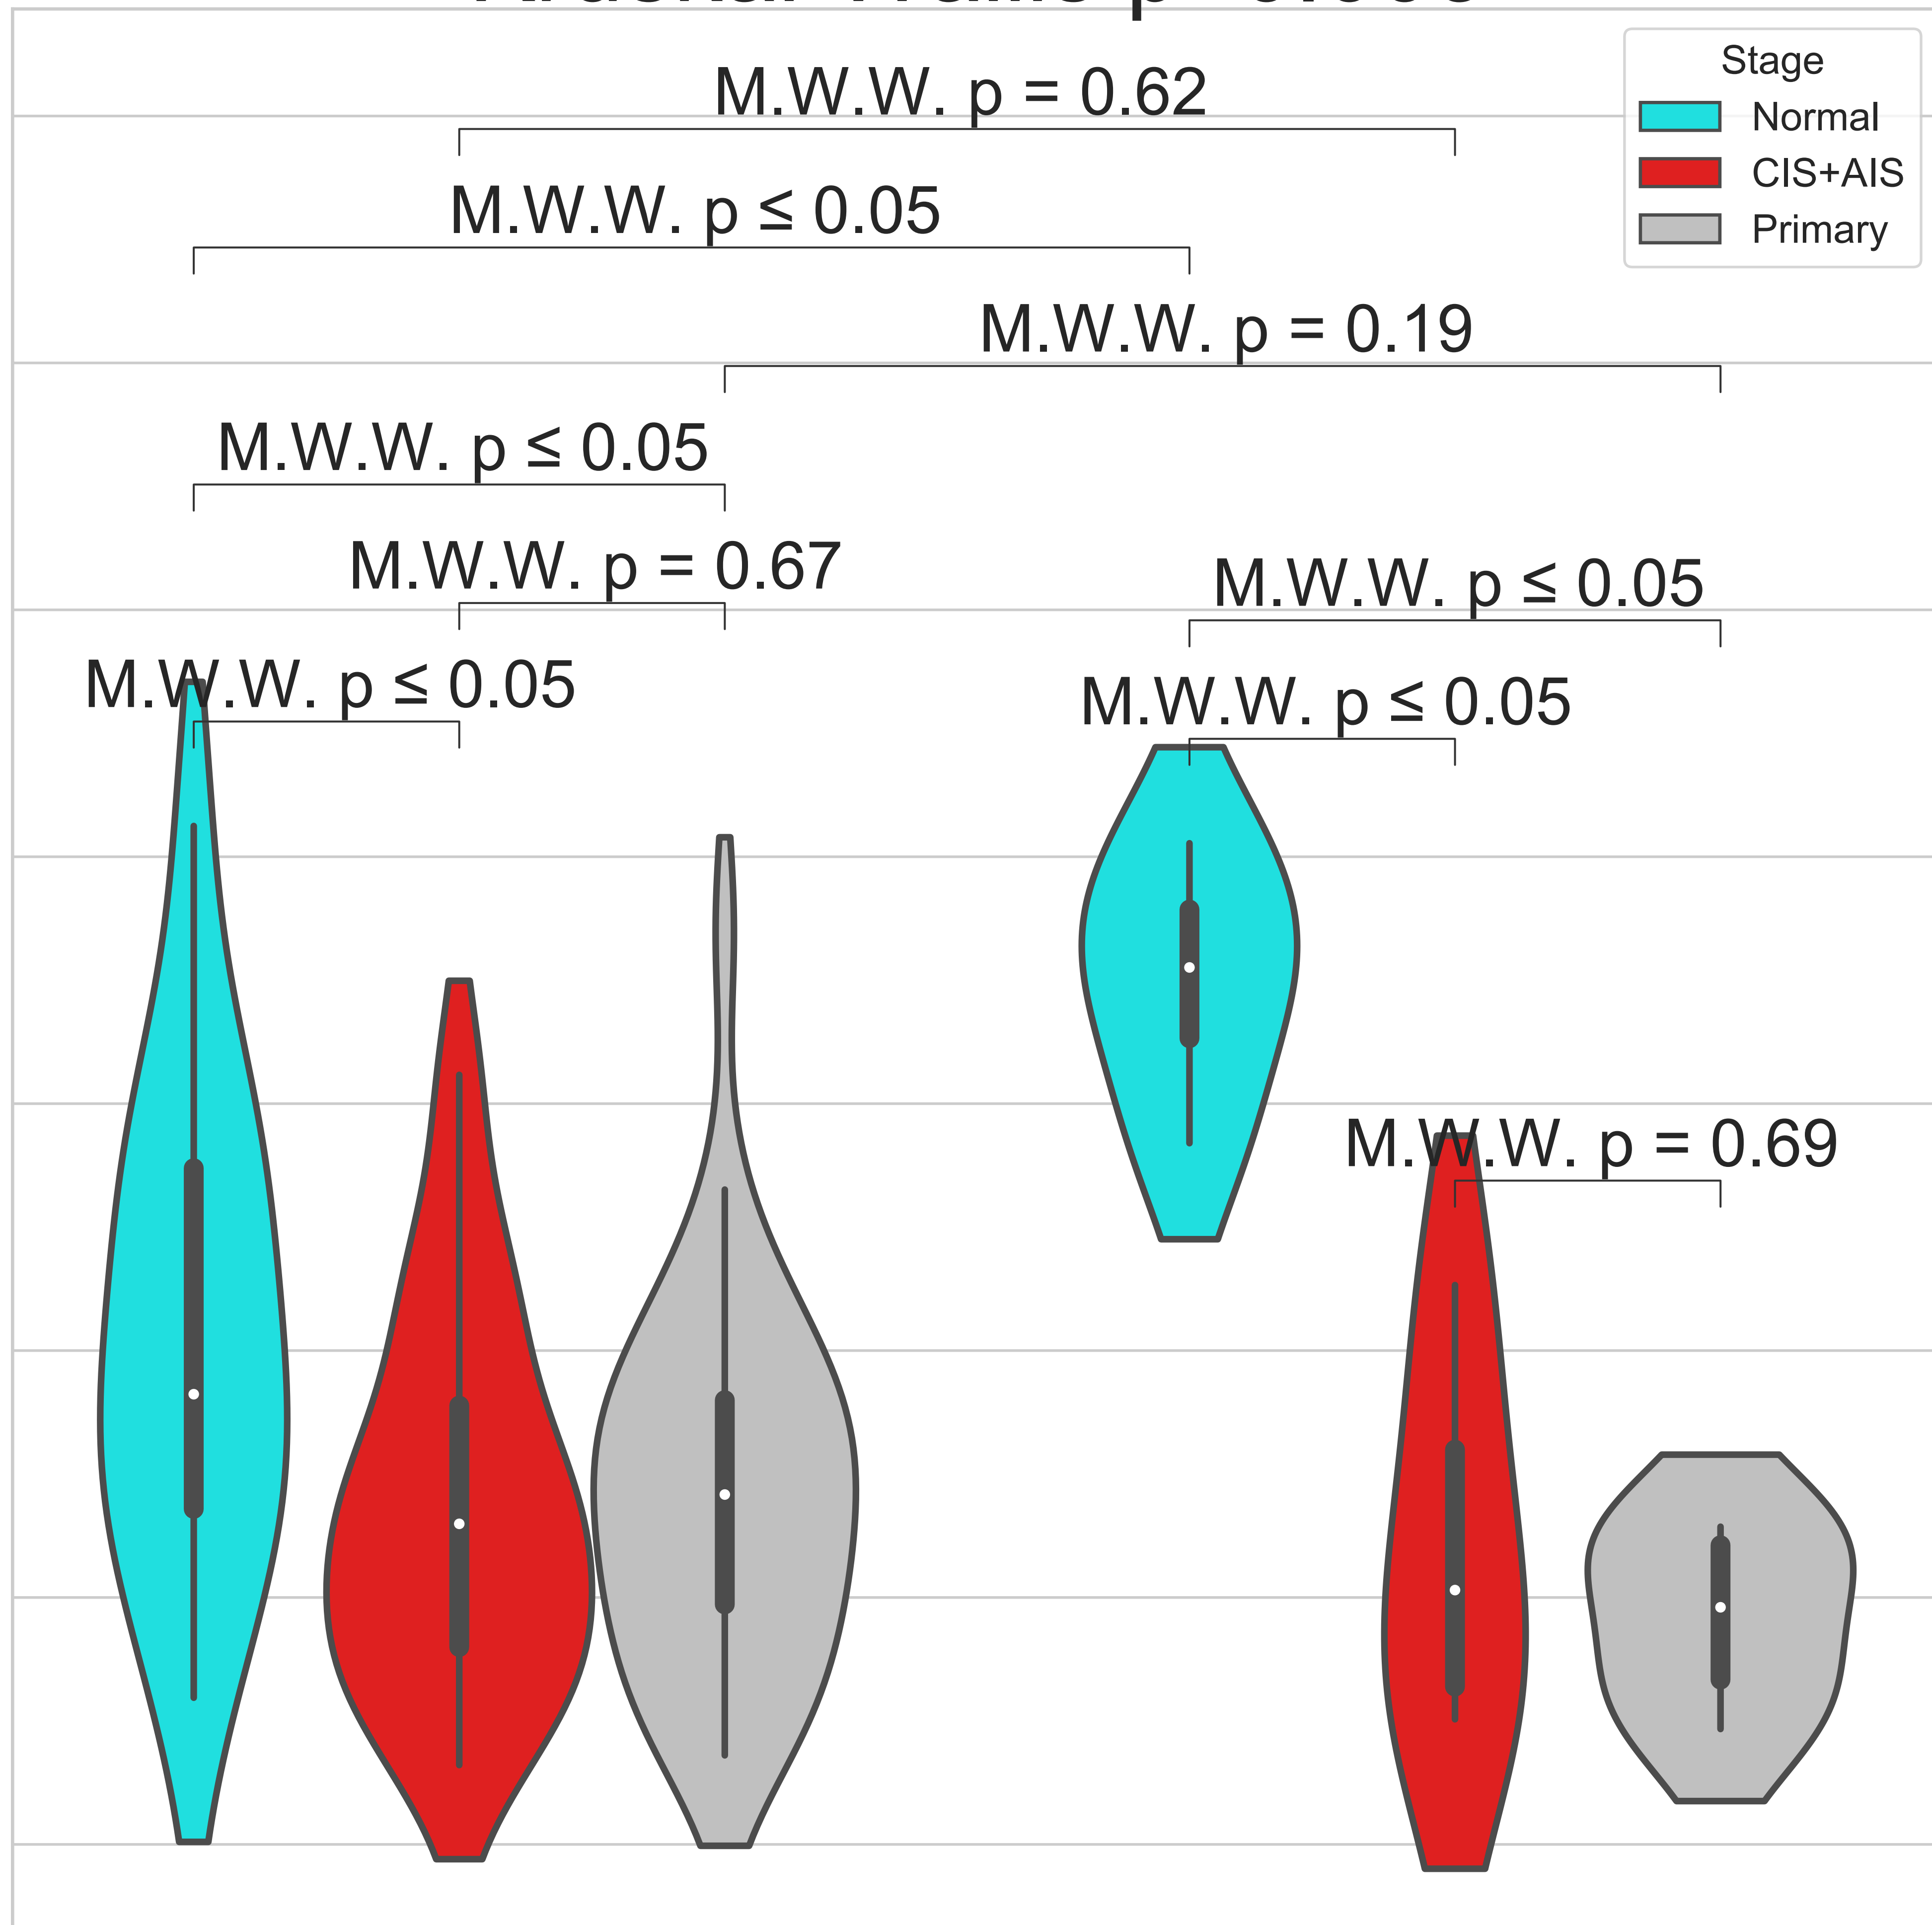 M.W.W. p = 0.62
Stage
Normal
CIS+AIS
Primary
M.W.W. p ≤ 0.05
M.W.W. p = 0.19
M.W.W. p ≤ 0.05
M.W.W. p = 0.67
M.W.W. p ≤ 0.05
M.W.W. p ≤ 0.05
M.W.W. p ≤ 0.05
M.W.W. p = 0.69